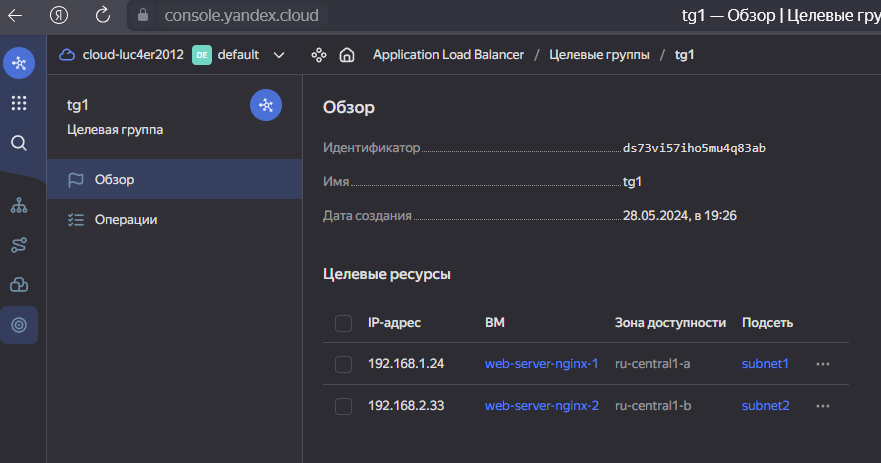 Я console.yandex.cloud tg1 — Обзор | Целевые гру
cloud-luc4er2012 DE default Application Load Balancer / Целевые группы / tg1
tg1
Целевая группа
Обзор
Операции
Обзор
Идентификатор ds73vi57iho5mu4q83ab
Имя tg1
Дата создания 28.05.2024, в 19:26
Целевые ресурсы
IP-адрес ВМ Зона доступности Подсеть
192.168.1.24 web-server-nginx-1 ru-central1-a subnet1
192.168.2.33 web-server-nginx-2 ru-central1-b subnet2